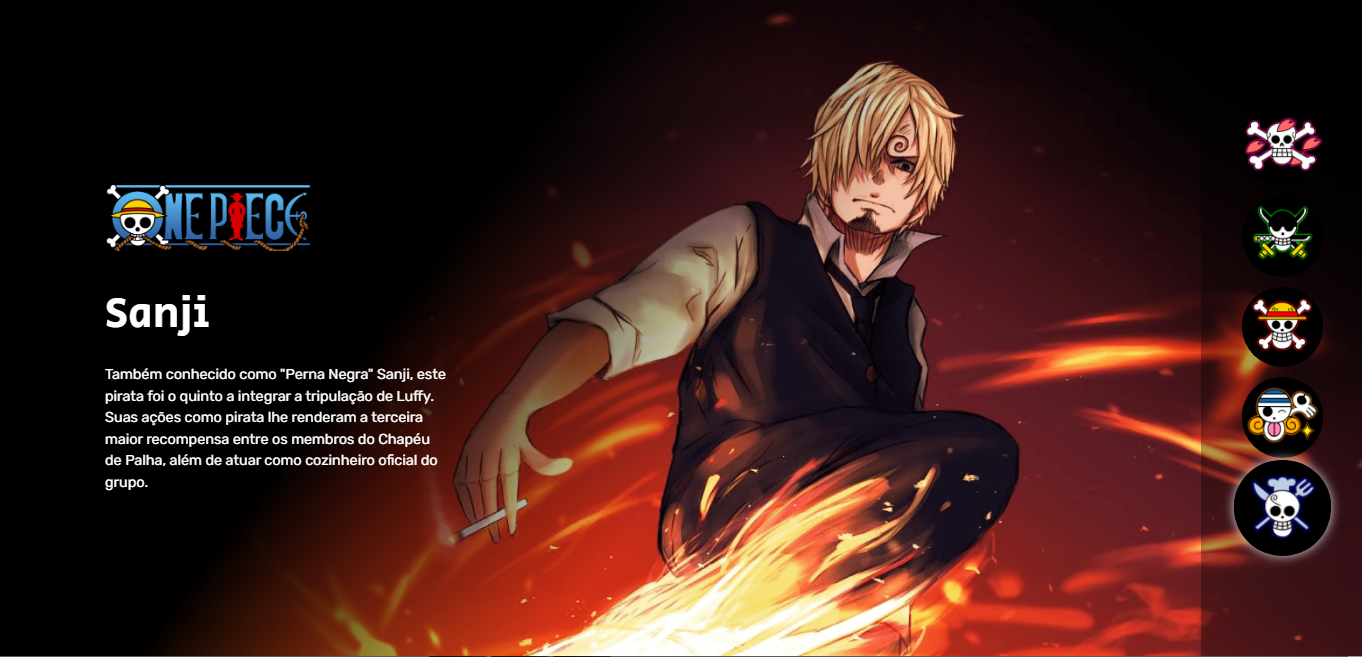 ONE PIECE
Sanji
Também conhecido como "Perna Negra" Sanji, este
pirata foi o quinto a integrar a tripulação de Luffy.
Suas ações como pirata lhe renderam a terceira
maior recompensa entre os membros do Chapéu
de Palha, além de atuar como cozinheiro oficial do
grupo.